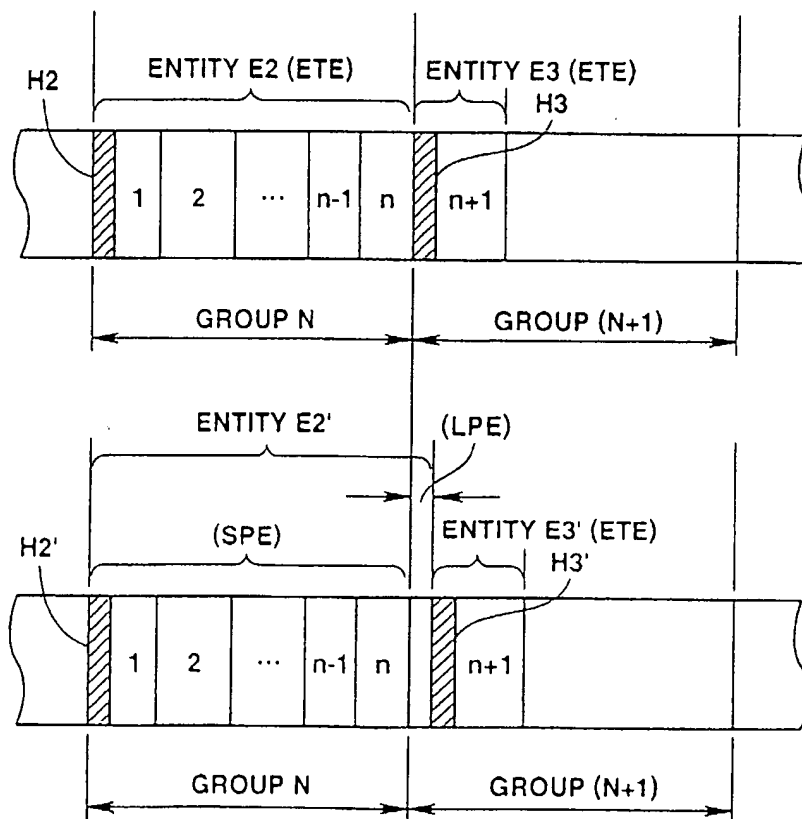 ENTITY E2 (ETE)
ENTITY E3 (ETE)
H2
H3
1 2 ... n-1 n n+1
GROUP N
GROUP (N+1)
ENTITY E2'
(LPE)
(SPE)
ENTITY E3' (ETE)
H2'
H3'
1 2 ... n-1 n n+1
GROUP N
GROUP (N+1)